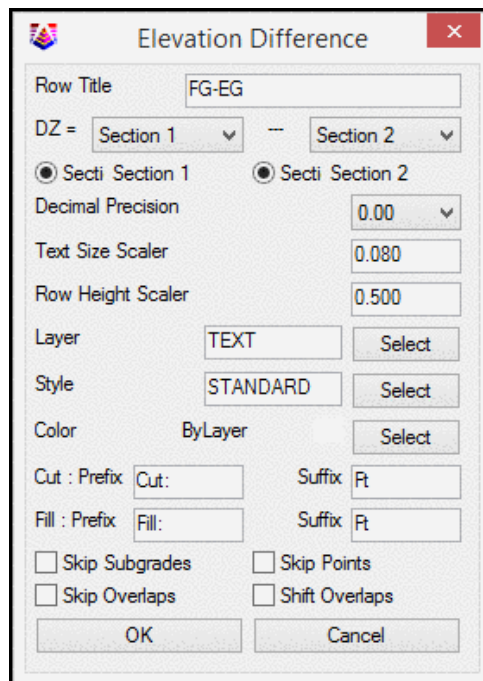 Elevation Difference
Row Title FG-EG
DZ = Section 1 --- Section 2
Secti Section 1 Secti Section 2
Decimal Precision 0.00
Text Size Scaler 0.080
Row Height Scaler 0.500
Layer TEXT Select
Style STANDARD Select
Color ByLayer Select
Cut : Prefix Cut: Suffix Ft
Fill : Prefix Fill: Suffix Ft
Skip Subgrades Skip Points
Skip Overlaps Shift Overlaps
OK Cancel